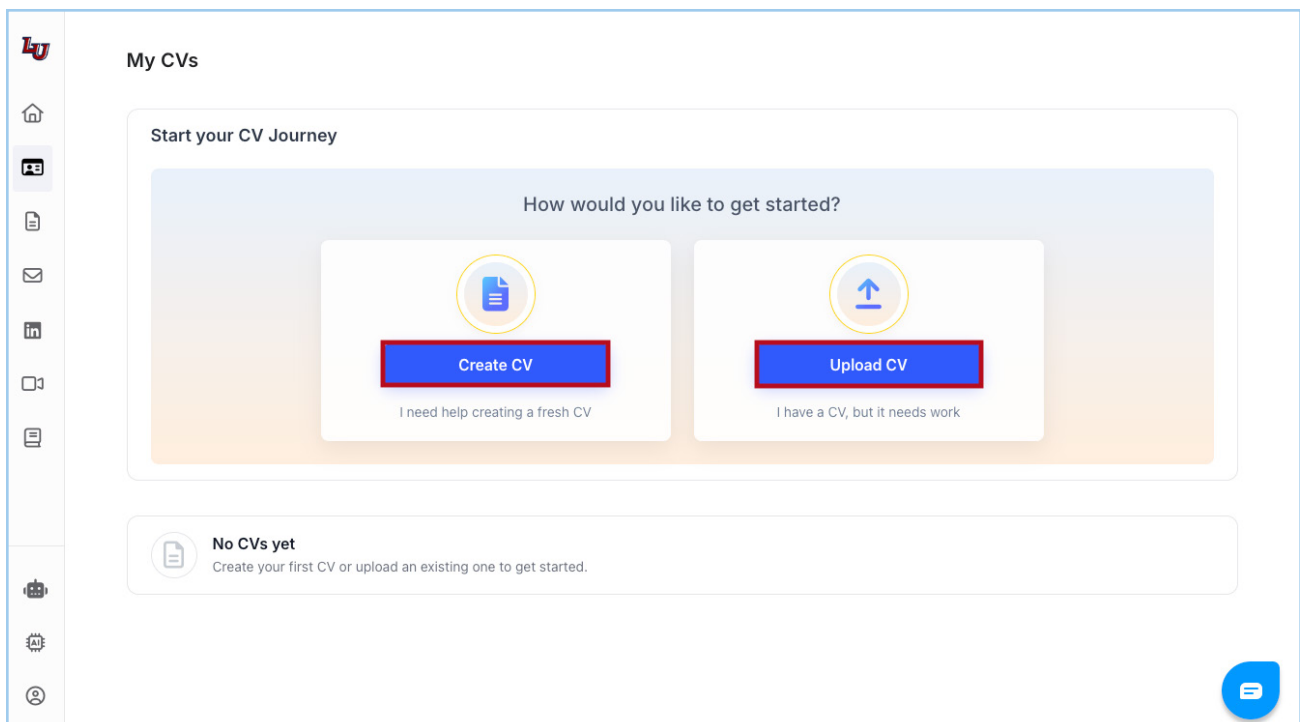 LU
My CVs
Start your CV Journey
How would you like to get started?
Create CV
I need help creating a fresh CV
Upload CV
I have a CV, but it needs work
in
No CVs yet
Create your first CV or upload an existing one to get started.
AI